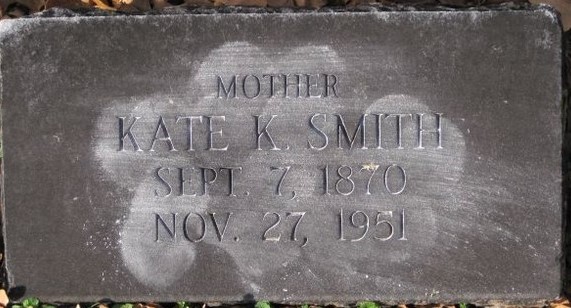 MOTHER
KATE K. SMITH
SEPT. 7, 1870
NOV. 27, 1951